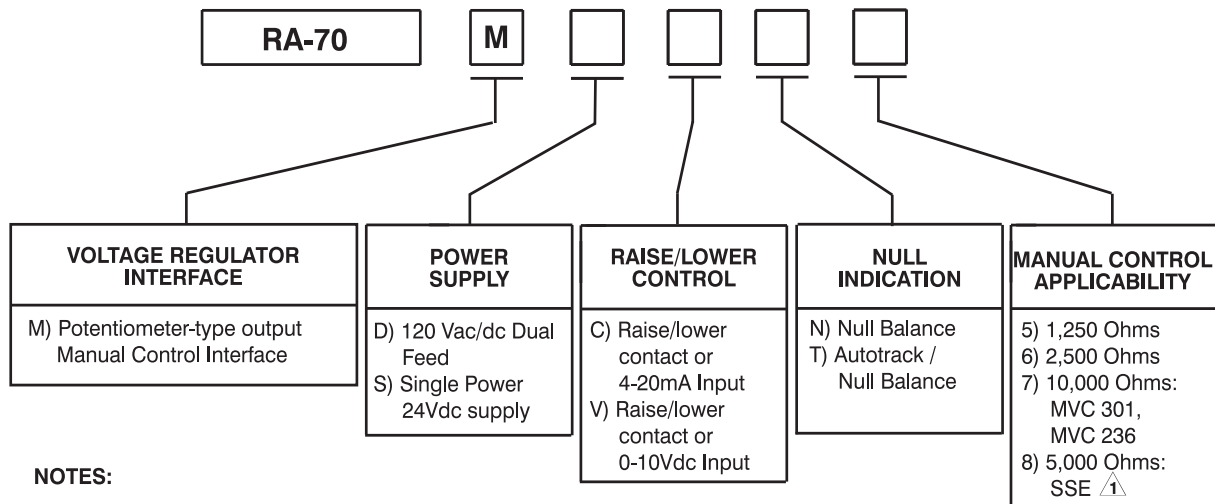 RA-70 M
VOLTAGE REGULATOR
INTERFACE
M) Potentiometer-type output
Manual Control Interface
POWER
SUPPLY
D) 120 Vac/dc Dual
Feed
S) Single Power
24Vdc supply
RAISE/LOWER
CONTROL
C) Raise/lower
contact or
4-20mA Input
V) Raise/lower
contact or
0-10Vdc Input
NULL
INDICATION
N) Null Balance
T) Autotrack /
Null Balance
MANUAL CONTROL
APPLICABILITY
5) 1,250 Ohms
6) 2,500 Ohms
7) 10,000 Ohms:
MVC 301,
MVC 236
8) 5,000 Ohms:
SSE 1
NOTES: